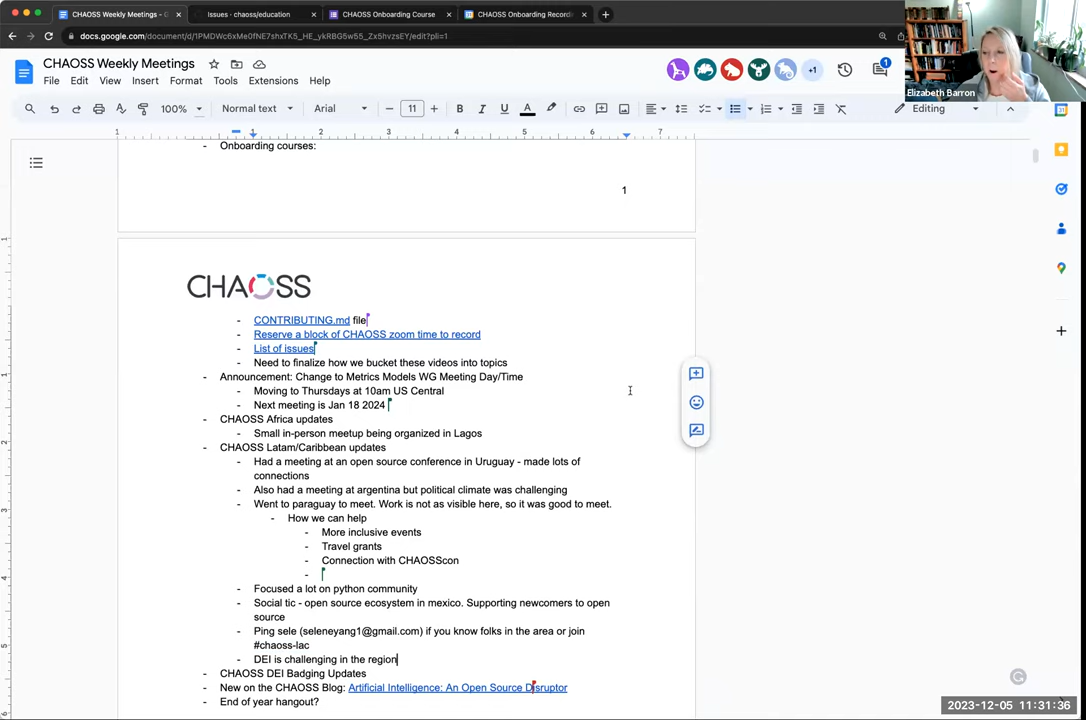 CHAOSS Weekly Meetings - G
Issues · chaoss/education
CHAOSS Onboarding Course
CHAOSS Onboarding Record
docs.google.com/document/d/1PMDWc6xMe0fNE7shxTK5_HE_ykRBG5w55_Zx5hvzsEY/edit?pli=1
CHAOSS Weekly Meetings
File Edit View Insert Format Tools Extensions Help
+1
1
Elizabeth Barron
100% Normal text Arial 11 Editing
1 1 2 3 4 5 6 7
- Onboarding courses:
1
CHAOSS
- CONTRIBUTING.md file
- Reserve a block of CHAOSS zoom time to record
- List of issues
- Need to finalize how we bucket these videos into topics
- Announcement: Change to Metrics Models WG Meeting Day/Time
- Moving to Thursdays at 10am US Central
- Next meeting is Jan 18 2024
- CHAOSS Africa updates
- Small in-person meetup being organized in Lagos
- CHAOSS Latam/Caribbean updates
- Had a meeting at an open source conference in Uruguay - made lots of
connections
- Also had a meeting at argentina but political climate was challenging
- Went to paraguay to meet. Work is not as visible here, so it was good to meet.
- How we can help
- More inclusive events
- Travel grants
- Connection with CHAOSScon
-
- Focused a lot on python community
- Social tic - open source ecosystem in mexico. Supporting newcomers to open
source
- Ping sele (seleneyang1@gmail.com) if you know folks in the area or join
#chaoss-lac
- DEI is challenging in the region
- CHAOSS DEI Badging Updates
- New on the CHAOSS Blog: Artificial Intelligence: An Open Source Disruptor
- End of year hangout?
2023-12-05 11:31:36